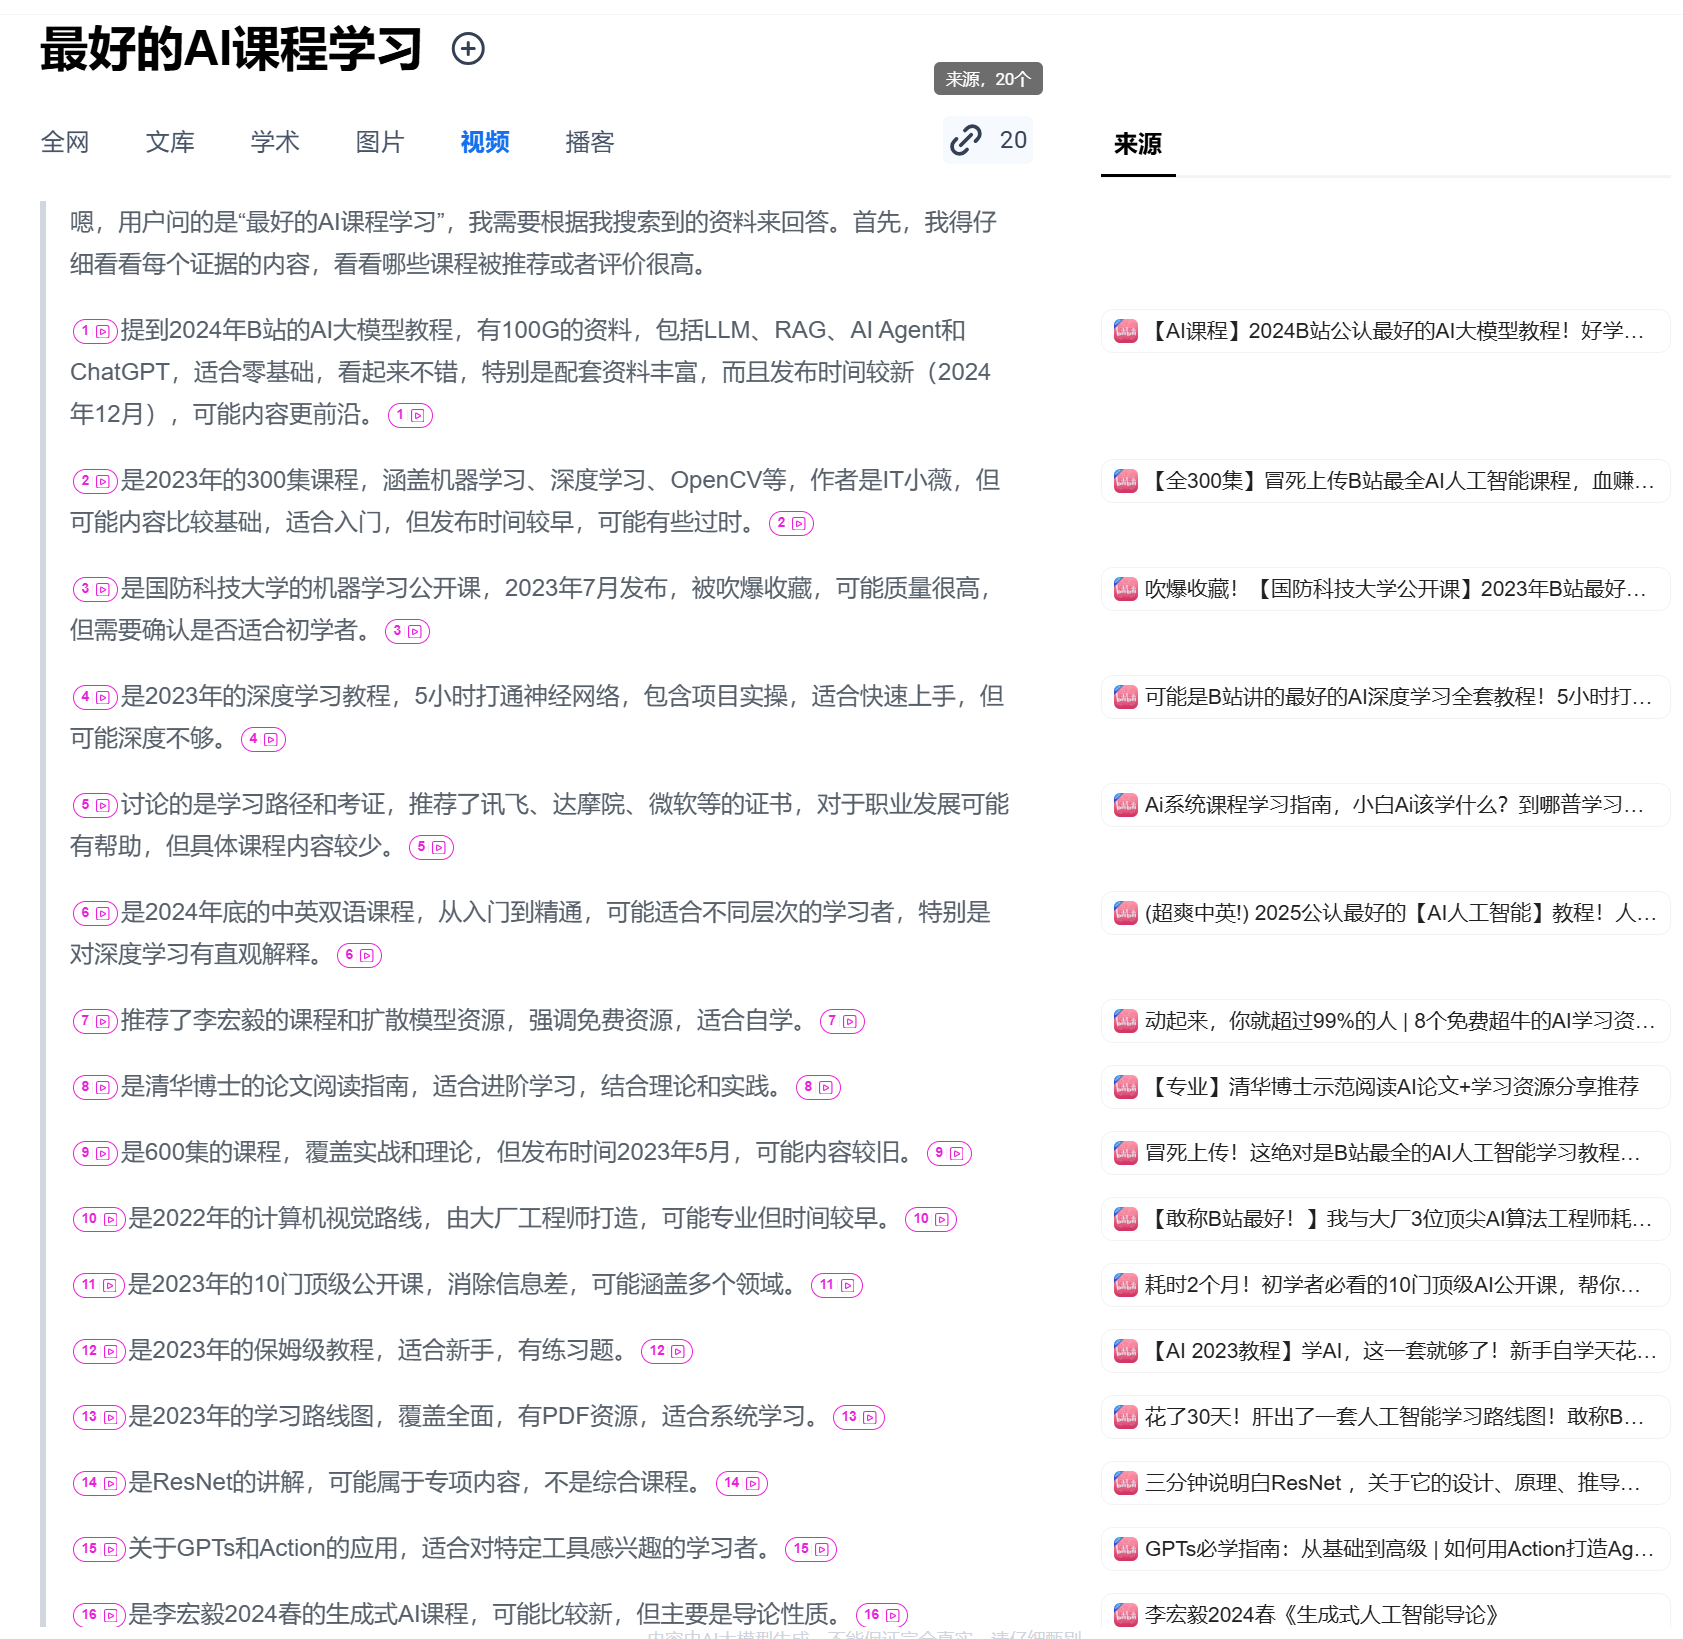 最好的AI课程学习
来源，20个
全网 文库 学术 图片 视频 播客
20
来源
嗯，用户问的是“最好的AI课程学习”，我需要根据我搜索到的资料来回答。首先，我得仔
细看看每个证据的内容，看看哪些课程被推荐或者评价很高。
1 提到2024年B站的AI大模型教程，有100G的资料，包括LLM、RAG、AI Agent和
ChatGPT，适合零基础，看起来不错，特别是配套资料丰富，而且发布时间较新（2024
年12月），可能内容更前沿。 1
2 是2023年的300集课程，涵盖机器学习、深度学习、OpenCV等，作者是IT小薇，但
可能内容比较基础，适合入门，但发布时间较早，可能有些过时。 2
3 是国防科技大学的机器学习公开课，2023年7月发布，被吹爆收藏，可能质量很高，
但需要确认是否适合初学者。 3
4 是2023年的深度学习教程，5小时打通神经网络，包含项目实操，适合快速上手，但
可能深度不够。 4
5 讨论的是学习路径和考证，推荐了讯飞、达摩院、微软等的证书，对于职业发展可能
有帮助，但具体课程内容较少。 5
6 是2024年底的中英双语课程，从入门到精通，可能适合不同层次的学习者，特别是
对深度学习有直观解释。 6
7 推荐了李宏毅的课程和扩散模型资源，强调免费资源，适合自学。 7
8 是清华博士的论文阅读指南，适合进阶学习，结合理论和实践。 8
9 是600集的课程，覆盖实战和理论，但发布时间2023年5月，可能内容较旧。 9
10 是2022年的计算机视觉路线，由大厂工程师打造，可能专业但时间较早。 10
11 是2023年的10门顶级公开课，消除信息差，可能涵盖多个领域。 11
12 是2023年的保姆级教程，适合新手，有练习题。 12
13 是2023年的学习路线图，覆盖全面，有PDF资源，适合系统学习。 13
14 是ResNet的讲解，可能属于专项内容，不是综合课程。 14
15 关于GPTs和Action的应用，适合对特定工具感兴趣的学习者。 15
16 是李宏毅2024春的生成式AI课程，可能比较新，但主要是导论性质。 16
【AI课程】2024B站公认最好的AI大模型教程！好学…
【全300集】冒死上传B站最全AI人工智能课程，血赚…
吹爆收藏！【国防科技大学公开课】2023年B站最好…
可能是B站讲的最好的AI深度学习全套教程！5小时打…
Ai系统课程学习指南，小白Ai该学什么？到哪普学习…
(超爽中英!) 2025公认最好的【AI人工智能】教程！人…
动起来，你就超过99%的人 | 8个免费超牛的AI学习资…
【专业】清华博士示范阅读AI论文+学习资源分享推荐
冒死上传！这绝对是B站最全的AI人工智能学习教程…
【敢称B站最好！】我与大厂3位顶尖AI算法工程师耗…
耗时2个月！初学者必看的10门顶级AI公开课，帮你…
【AI 2023教程】学AI，这一套就够了！新手自学天花…
花了30天！肝出了一套人工智能学习路线图！敢称B…
三分钟说明白ResNet ，关于它的设计、原理、推导…
GPTs必学指南：从基础到高级 | 如何用Action打造Ag…
李宏毅2024春《生成式人工智能导论》